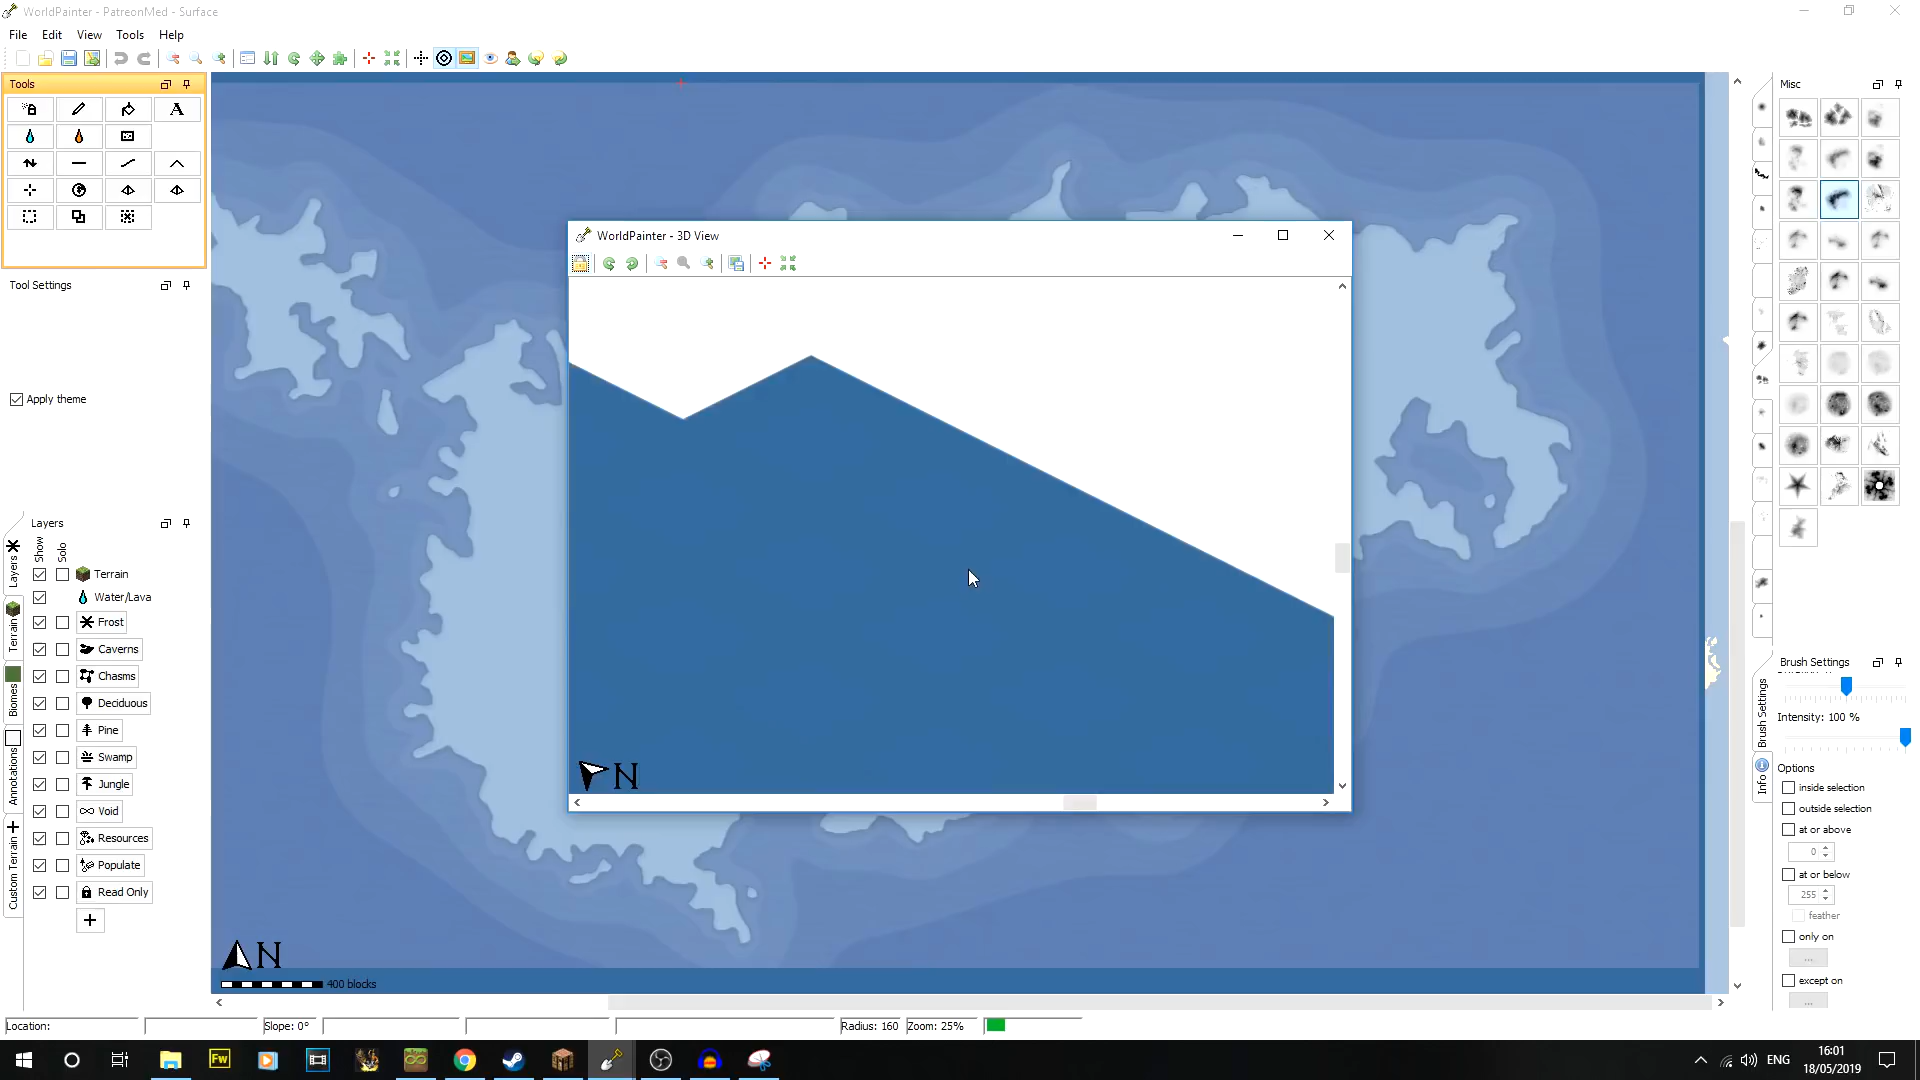 WorldPainter - PatreonMed - Surface
File Edit View Tools Help
Tools
A
Tool Settings
Apply theme
Layers
Show Solo
Terrain
Water/Lava
Frost
Caverns
Chasms
Deciduous
Pine
Swamp
Jungle
Void
Resources
Populate
Read Only
Layers
Terrain
Biomes
Annotations
Custom Terrain
WorldPainter - 3D View
N
N
400 blocks
Misc
Brush Settings
Brush Settings
Info
Intensity: 100 %
Options
inside selection
outside selection
at or above
0
at or below
255
feather
only on
...
except on
...
Location:
Slope: 0°
Radius: 160
Zoom: 25%
Fw
ENG
16:01
18/05/2019